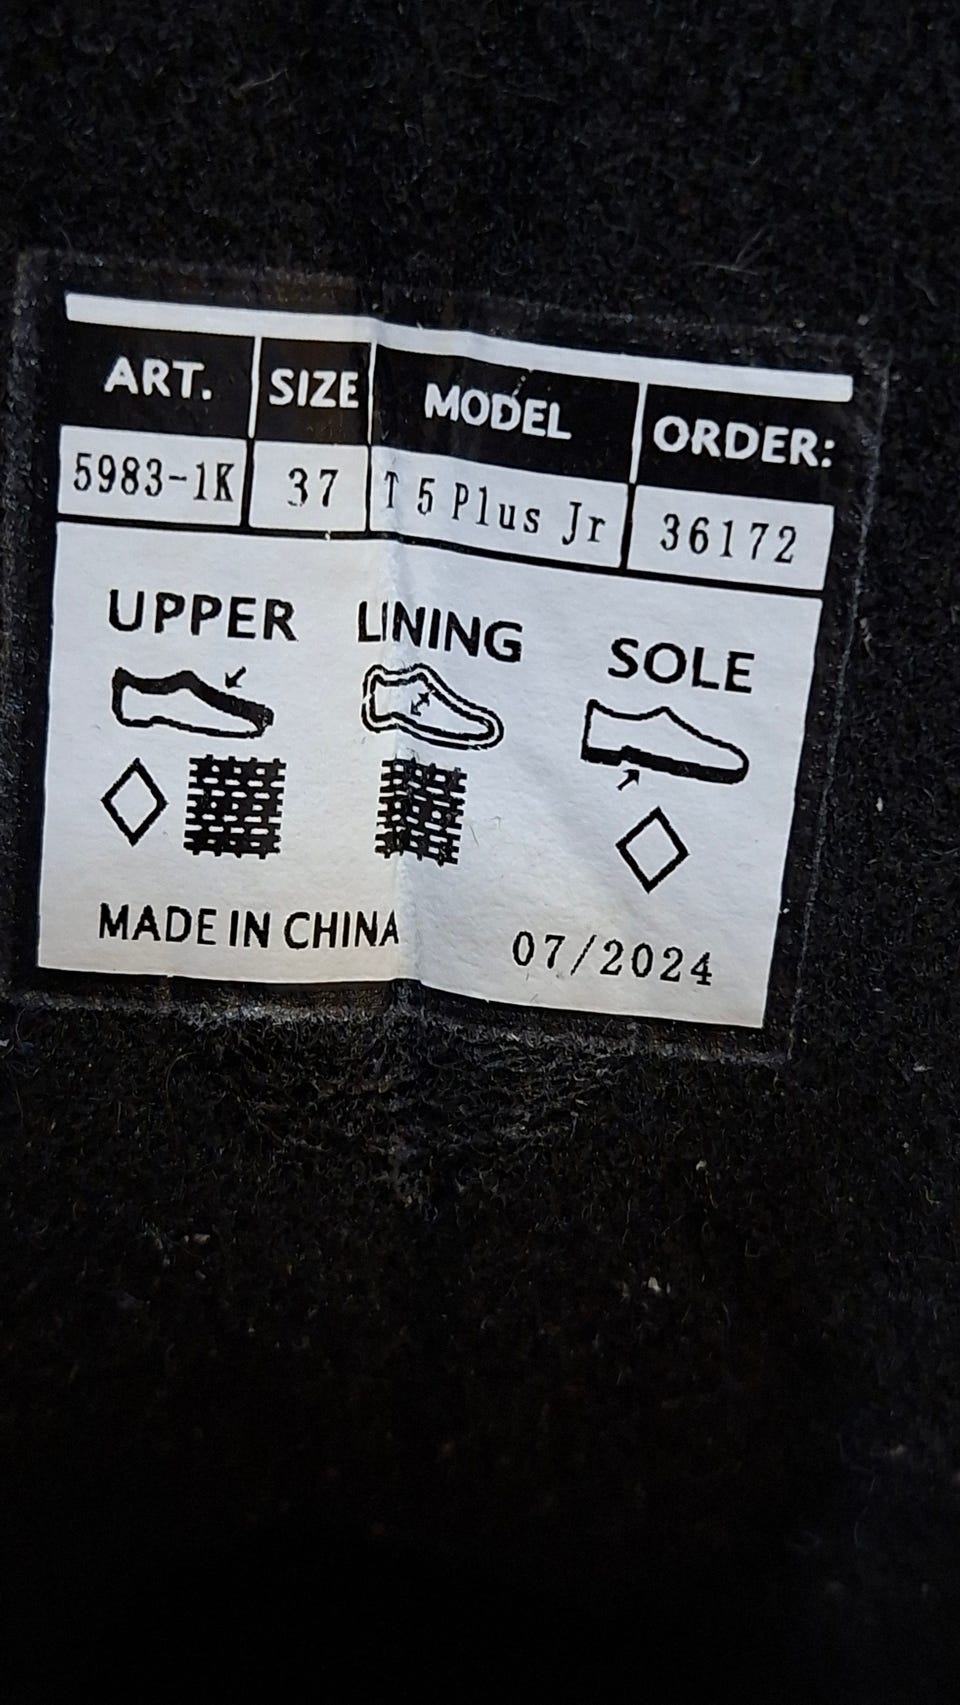 ART. SIZE MODEL ORDER:
5983-1K 37 T 5 Plus Jr 36172
UPPER LINING SOLE
MADE IN CHINA 07/2024